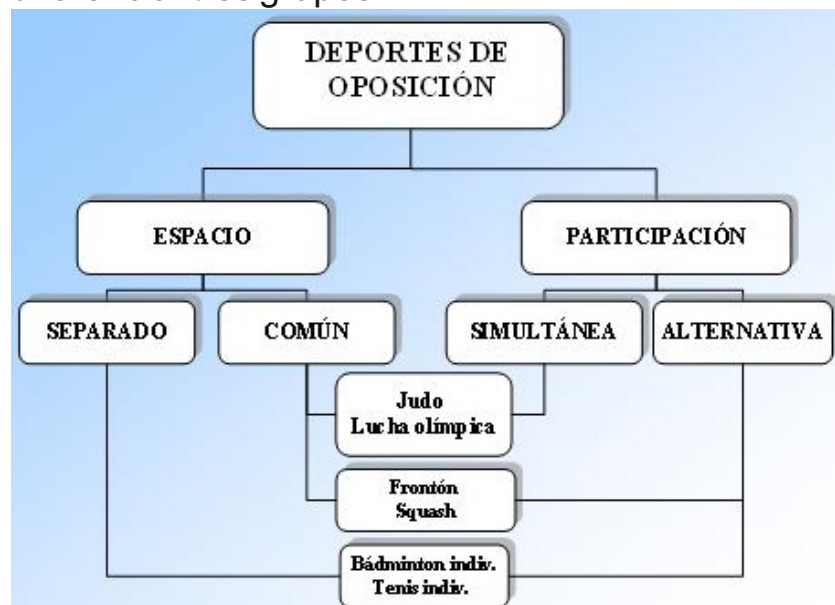 DEPORTES DE
OPOSICIÓN
ESPACIO
PARTICIPACIÓN
SEPARADO
COMÚN
SIMULTÁNEA
ALTERNATIVA
Judo
Lucha olímpica
Frontón
Squash
Bádminton indiv.
Tenis indiv.